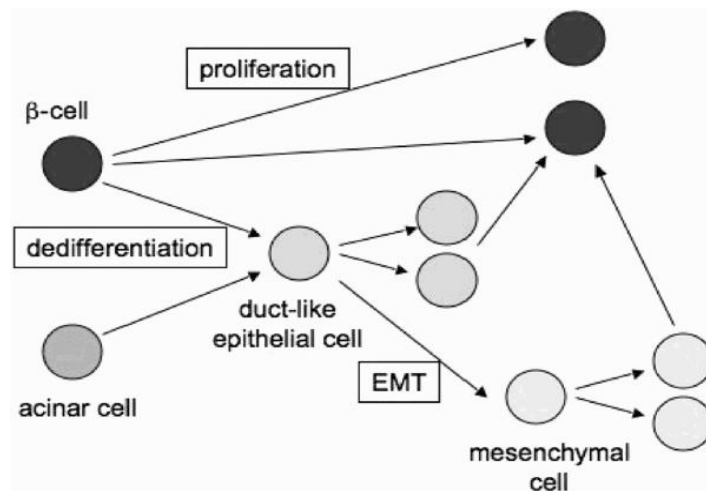 proliferation
β-cell
dedifferentiation
duct-like
epithelial cell
acinar cell
EMT
mesenchymal
cell